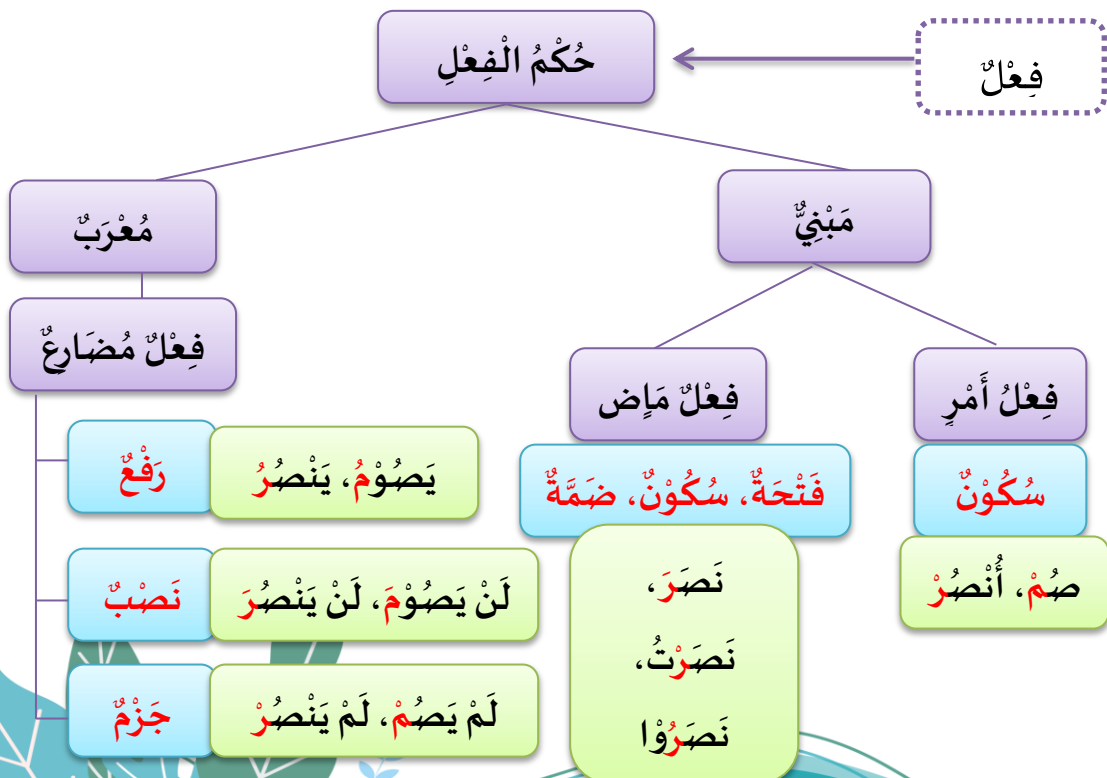 فِعْلٌ
حُكْمُ الْفِعْلِ
مَبْنِيٌّ
مُعْرَبٌ
فِعْلُ أَمْرٍ
سُكُوْنٌ
صُمْ، أُنْصُرْ
فِعْلٌ مَاضٍ
فَتْحَةٌ، سُكُوْنٌ، ضَمَّةٌ
نَصَرَ،
نَصَرْتُ،
نَصَرُوْا
فِعْلٌ مُضَارِعٌ
رَفْعٌ
يَصُوْمُ، يَنْصُرُ
نَصْبٌ
لَنْ يَصُوْمَ، لَنْ يَنْصُرَ
جَزْمٌ
لَمْ يَصُمْ، لَمْ يَنْصُرْ